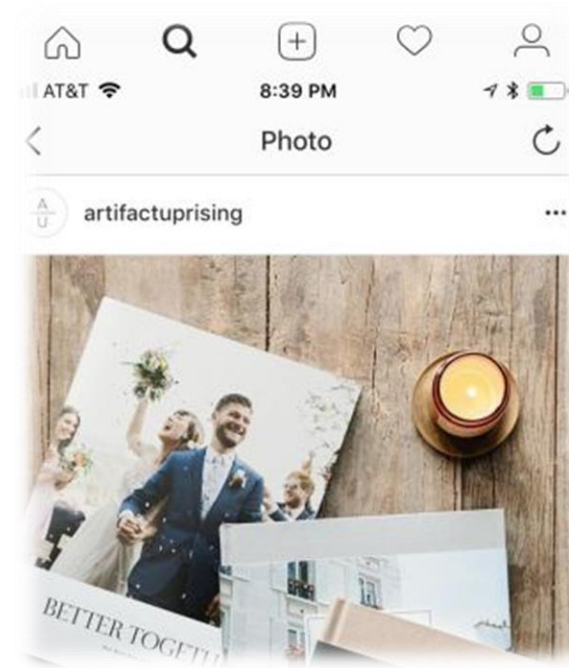 AT&T
8:39 PM
Photo
A
U
artifactuprising
BETTER TOGETH